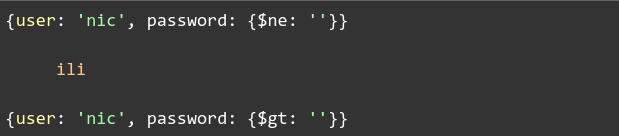 {user: 'nic', password: {$ne: ''}}
ili
{user: 'nic', password: {$gt: ''}}